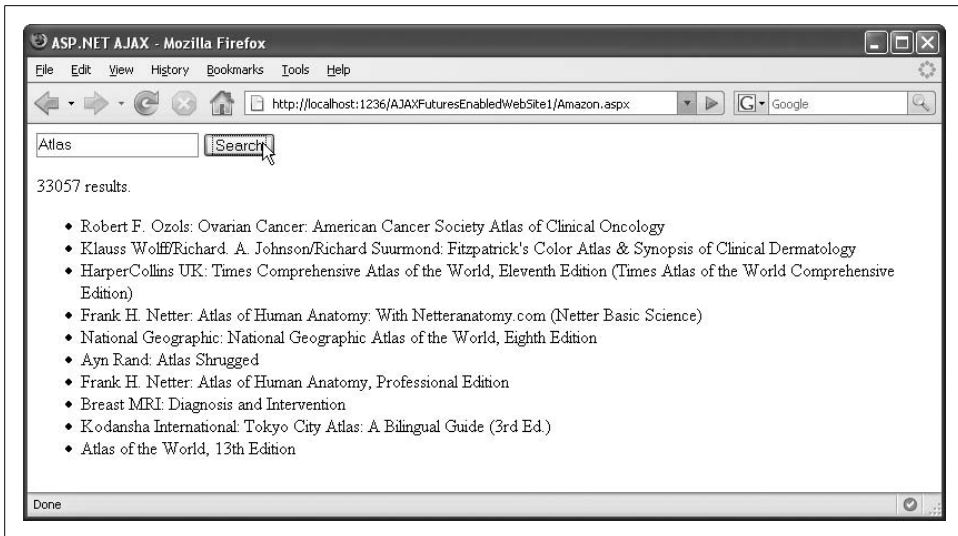 ASP.NET AJAX - Mozilla Firefox
File Edit View History Bookmarks Tools Help
http://localhost:1236/AJAXFuturesEnabledWebSite1/Amazon.aspx G Google
Atlas Search
33057 results.
• Robert F. Ozols: Ovarian Cancer: American Cancer Society Atlas of Clinical Oncology
• Klauss Wolff/Richard. A. Johnson/Richard Suurmond: Fitzpatrick's Color Atlas & Synopsis of Clinical Dermatology
• HarperCollins UK: Times Comprehensive Atlas of the World, Eleventh Edition (Times Atlas of the World Comprehensive
Edition)
• Frank H. Netter: Atlas of Human Anatomy: With Netteranatomy.com (Netter Basic Science)
• National Geographic: National Geographic Atlas of the World, Eighth Edition
• Ayn Rand: Atlas Shrugged
• Frank H. Netter: Atlas of Human Anatomy, Professional Edition
• Breast MRI: Diagnosis and Intervention
• Kodansha International: Tokyo City Atlas: A Bilingual Guide (3rd Ed.)
• Atlas of the World, 13th Edition
Done